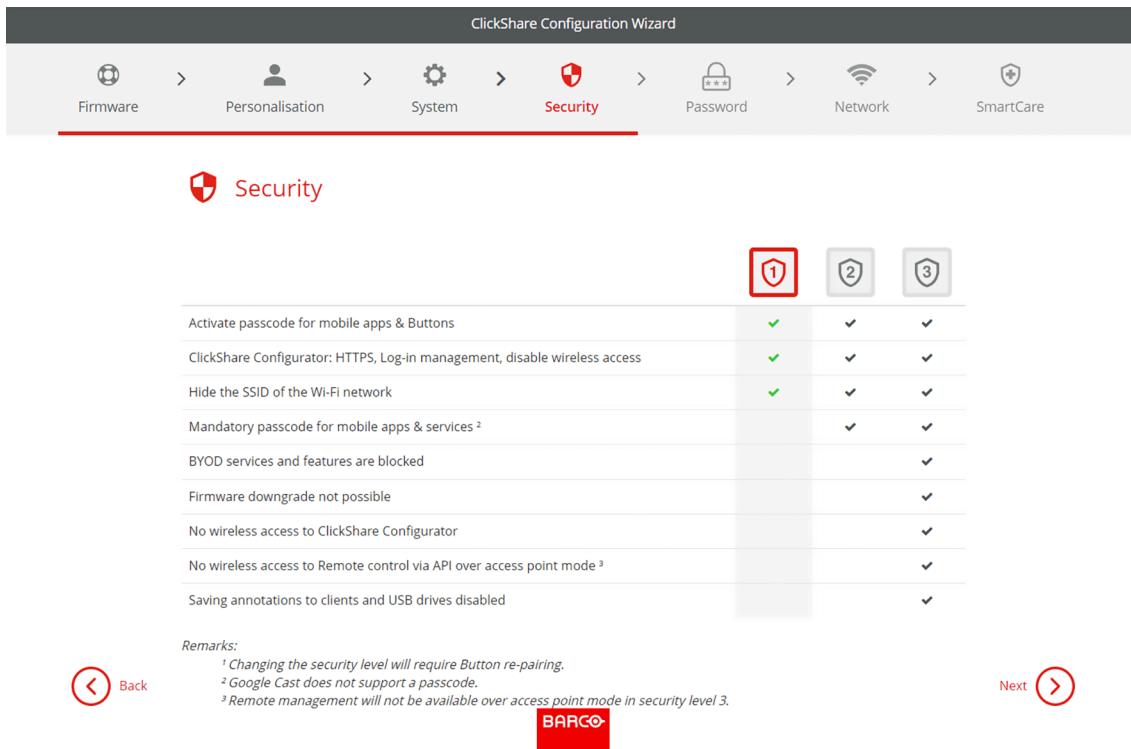 ClickShare Configuration Wizard
Firmware
Personalisation
System
Security
Password
Network
SmartCare
Security
1
2
3
Activate passcode for mobile apps & Buttons
ClickShare Configurator: HTTPS, Log-in management, disable wireless access
Hide the SSID of the Wi-Fi network
Mandatory passcode for mobile apps & services ²
BYOD services and features are blocked
Firmware downgrade not possible
No wireless access to ClickShare Configurator
No wireless access to Remote control via API over access point mode ³
Saving annotations to clients and USB drives disabled
Remarks:
¹ Changing the security level will require Button re-pairing.
² Google Cast does not support a passcode.
³ Remote management will not be available over access point mode in security level 3.
Back
Next
BARCO